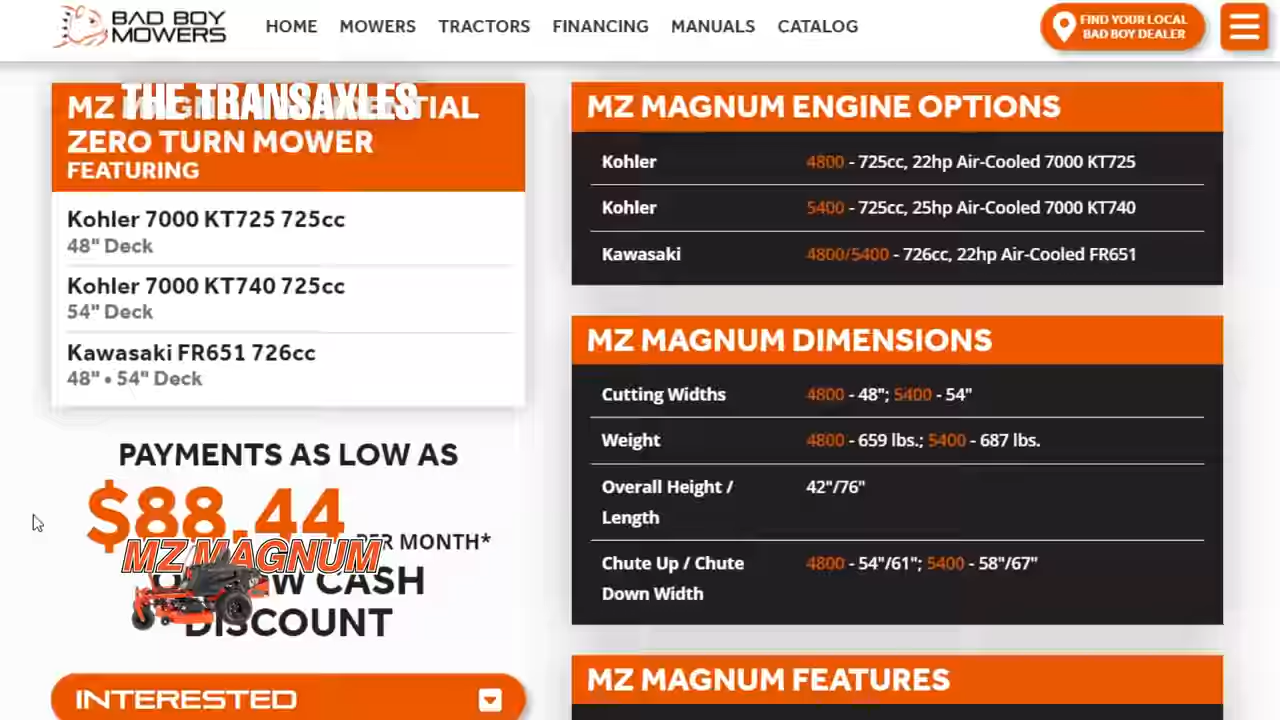 BAD BOY
MOWERS
HOME
MOWERS
TRACTORS
FINANCING
MANUALS
CATALOG
FIND YOUR LOCAL
BAD BOY DEALER
THE TRANSAXLES
MZ
ZERO TURN MOWER
FEATURING
Kohler 7000 KT725 725cc
48" Deck
Kohler 7000 KT740 725cc
54" Deck
Kawasaki FR651 726cc
48" • 54" Deck
PAYMENTS AS LOW AS
$88.44
PER MONTH*
MZ MAGNUM
CASH
DISCOUNT
INTERESTED
MZ MAGNUM ENGINE OPTIONS
Kohler 4800 - 725cc, 22hp Air-Cooled 7000 KT725
Kohler 5400 - 725cc, 25hp Air-Cooled 7000 KT740
Kawasaki 4800/5400 - 726cc, 22hp Air-Cooled FR651
MZ MAGNUM DIMENSIONS
Cutting Widths 4800 - 48"; 5400 - 54"
Weight 4800 - 659 lbs.; 5400 - 687 lbs.
Overall Height / 42"/76"
Length
Chute Up / Chute 4800 - 54"/61"; 5400 - 58"/67"
Down Width
MZ MAGNUM FEATURES